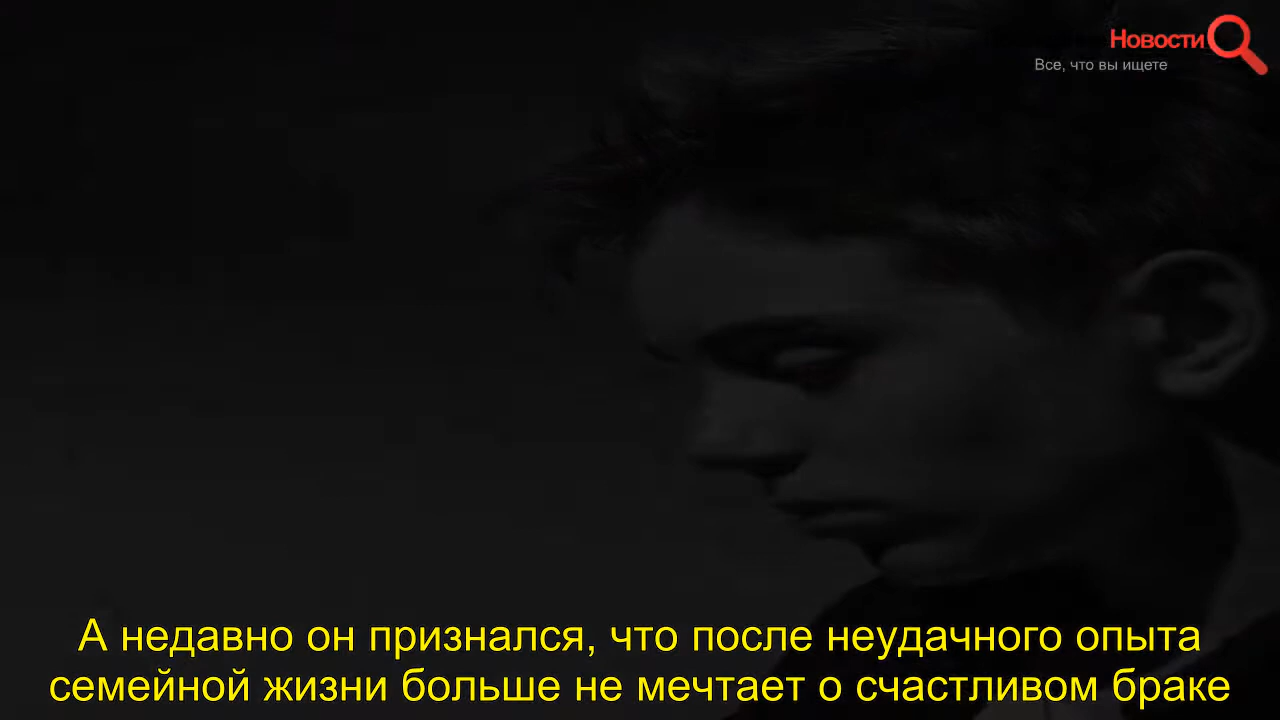 Новости
Все, что вы ищете
А недавно он признался, что после неудачного опыта
семейной жизни больше не мечтает о счастливом браке